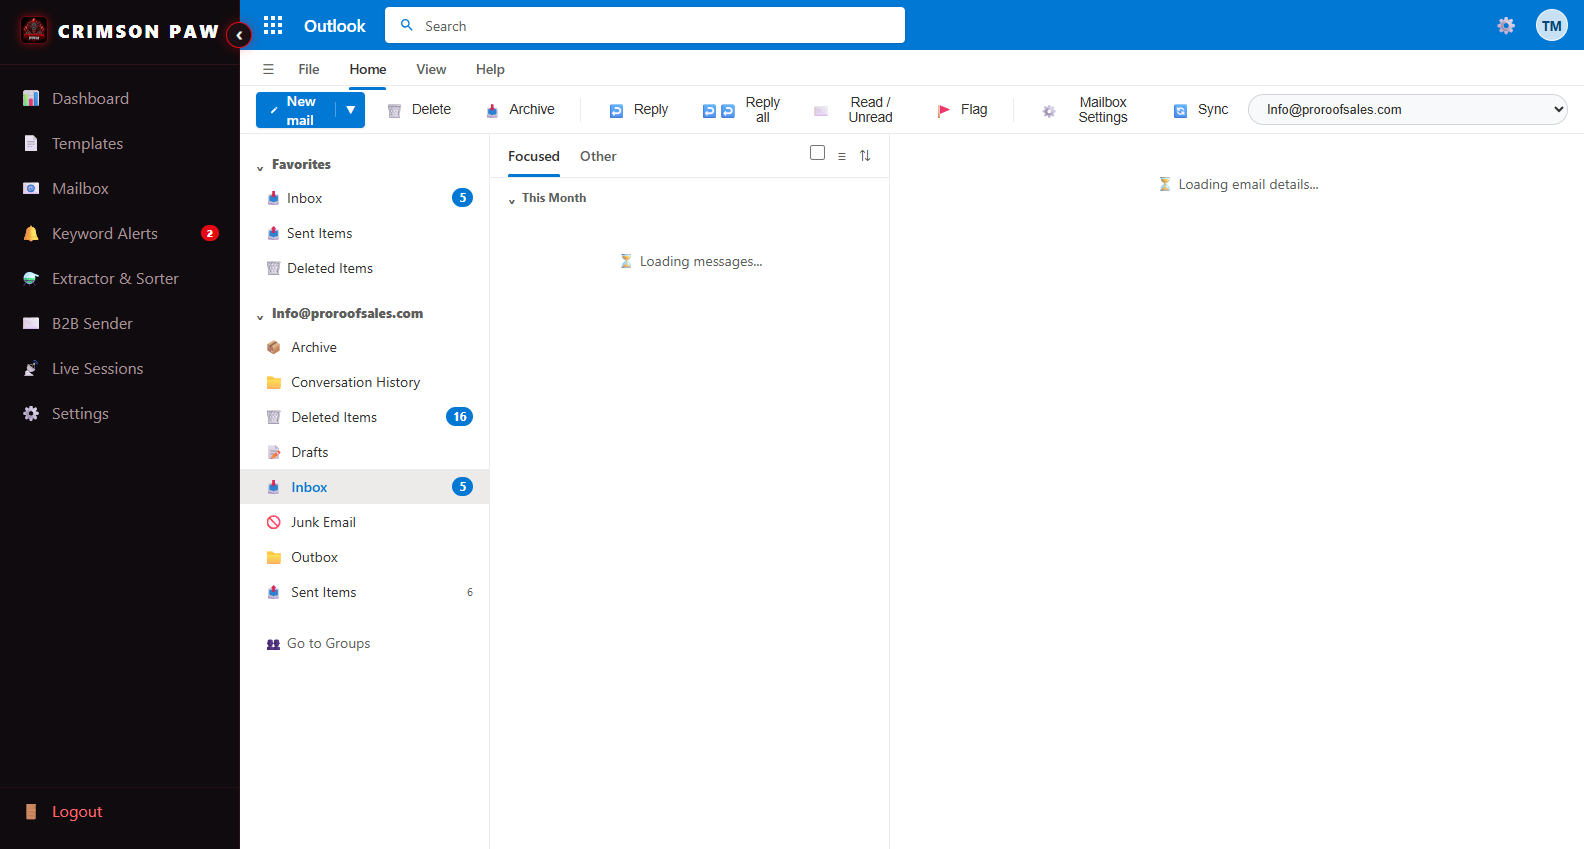 CRIMSON PAW
Dashboard
Templates
Mailbox
Keyword Alerts 2
Extractor & Sorter
B2B Sender
Live Sessions
Settings
Logout
Outlook
Search
TM
File Home View Help
New mail
Delete
Archive
Reply
Reply all
Read / Unread
Flag
Mailbox Settings
Sync
Info@proroofsales.com
Favorites
Inbox 5
Sent Items
Deleted Items
Info@proroofsales.com
Archive
Conversation History
Deleted Items 16
Drafts
Inbox 5
Junk Email
Outbox
Sent Items 6
Go to Groups
Focused Other
This Month
Loading messages...
Loading email details...